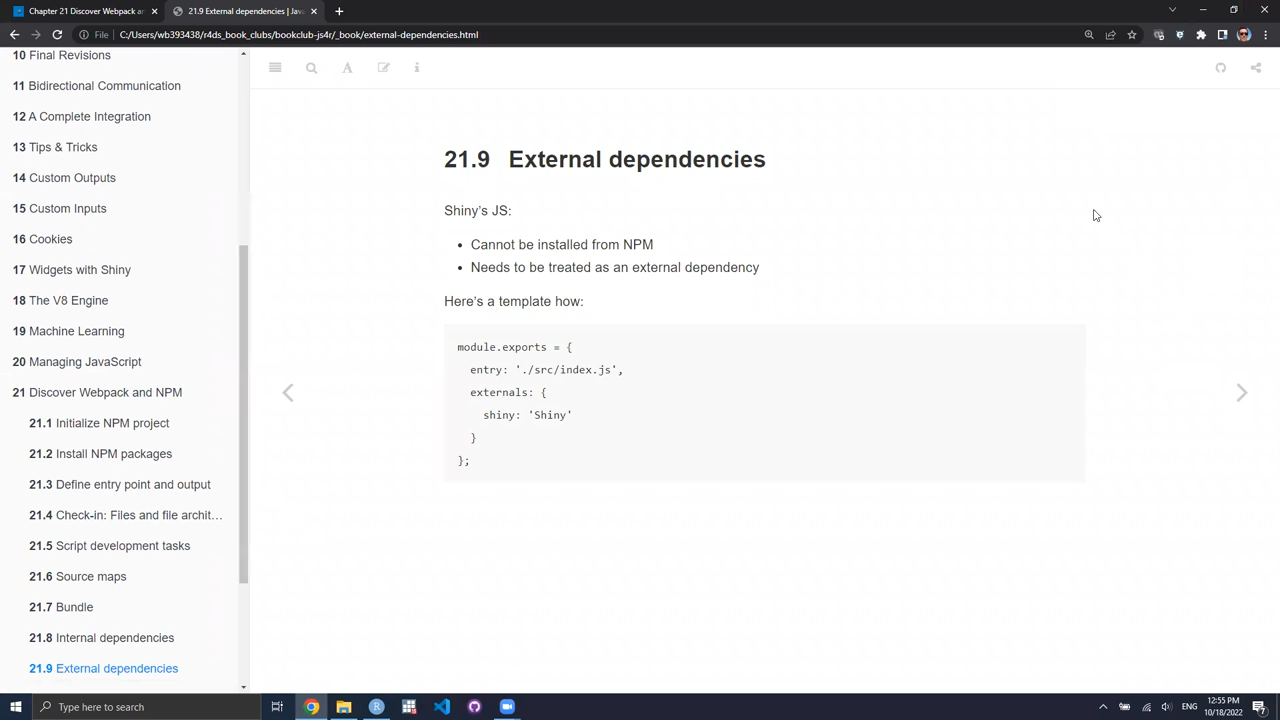 Chapter 21 Discover Webpack an
21.9 External dependencies | Java
File
C:/Users/wb393438/r4ds_book_clubs/bookclub-js4r/_book/external-dependencies.html
10 Final Revisions
11 Bidirectional Communication
12 A Complete Integration
13 Tips & Tricks
14 Custom Outputs
15 Custom Inputs
16 Cookies
17 Widgets with Shiny
18 The V8 Engine
19 Machine Learning
20 Managing JavaScript
21 Discover Webpack and NPM
21.1 Initialize NPM project
21.2 Install NPM packages
21.3 Define entry point and output
21.4 Check-in: Files and file archit…
21.5 Script development tasks
21.6 Source maps
21.7 Bundle
21.8 Internal dependencies
21.9 External dependencies
21.9 External dependencies
Shiny's JS:
• Cannot be installed from NPM
• Needs to be treated as an external dependency
Here's a template how:
module.exports = {
entry: './src/index.js',
externals: {
shiny: 'Shiny'
}
};
Type here to search
ENG
12:55 PM
10/18/2022